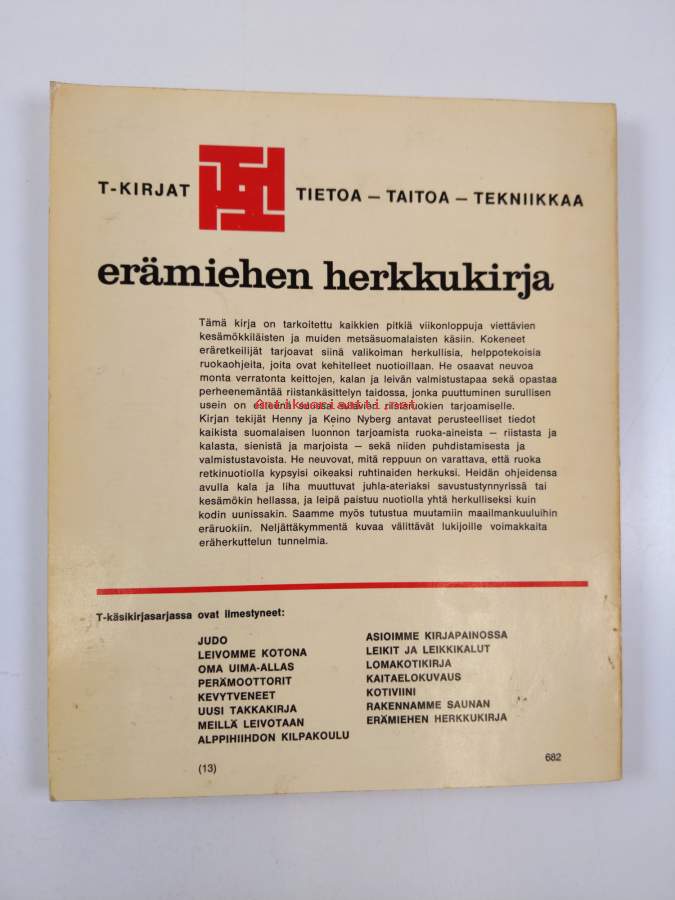 T-KIRJAT
TIETOA – TAITOA – TEKNIIKKAA
erämiehen herkkukirja
Tämä kirja on tarkoitettu kaikkien pitkiä viikonloppuja viettävien
kesämökkiläisten ja muiden metsäsuomalaisten käsiin. Kokeneet
eräretkeilijät tarjoavat siinä valikoiman herkullisia, helppotekoisia
ruokaohjeita, joita ovat kehitelleet nuotioillaan. He osaavat neuvoa
monta verratonta keittojen, kalan ja leivän valmistustapaa sekä opastaa
perheenemäntää riistankäsittelyn taidossa, jonka puuttuminen surullisen
usein on esteenä riistaruokien tarjoamiselle.
Antikvariaatti.net
Kirjan tekijät Henny ja Keino Nyberg antavat perusteelliset tiedot
kaikista suomalaisen luonnon tarjoamista ruoka-aineista – riistasta ja
kalasta, sienistä ja marjoista – sekä niiden puhdistamisesta ja
valmistustavoista. He neuvovat, mitä reppuun on varattava, että ruoka
retkinuotiolla kypsyisi oikeaksi ruhtinaiden herkuksi. Heidän ohjeidensa
avulla kala ja liha muuttuvat juhla-ateriaksi savustustynnyrissä tai
kesämökin hellassa, ja leipä paistuu nuotiolla yhtä herkulliseksi kuin
kodin uunissakin. Saamme myös tutustua muutamiin maailmankuuluihin
eräruokiin. Neljättäkymmentä kuvaa välittävät lukijoille voimakkaita
eräherkuttelun tunnelmia.
T-käsikirjasarjassa ovat ilmestyneet:
JUDO
LEIVOMME KOTONA
OMA UIMA-ALLAS
PERÄMOOTTORIT
KEVYTVENEET
UUSI TAKKAKIRJA
MEILLÄ LEIVOTAAN
ALPPIHIIHDON KILPAKOULU
ASIOIMME KIRJAPAINOSSA
LEIKIT JA LEIKKIKALUT
LOMAKOTIKIRJA
KAITAELOKUVAUS
KOTIVIINI
RAKENNAMME SAUNAN
ERÄMIEHEN HERKKUKIRJA
(13)
682